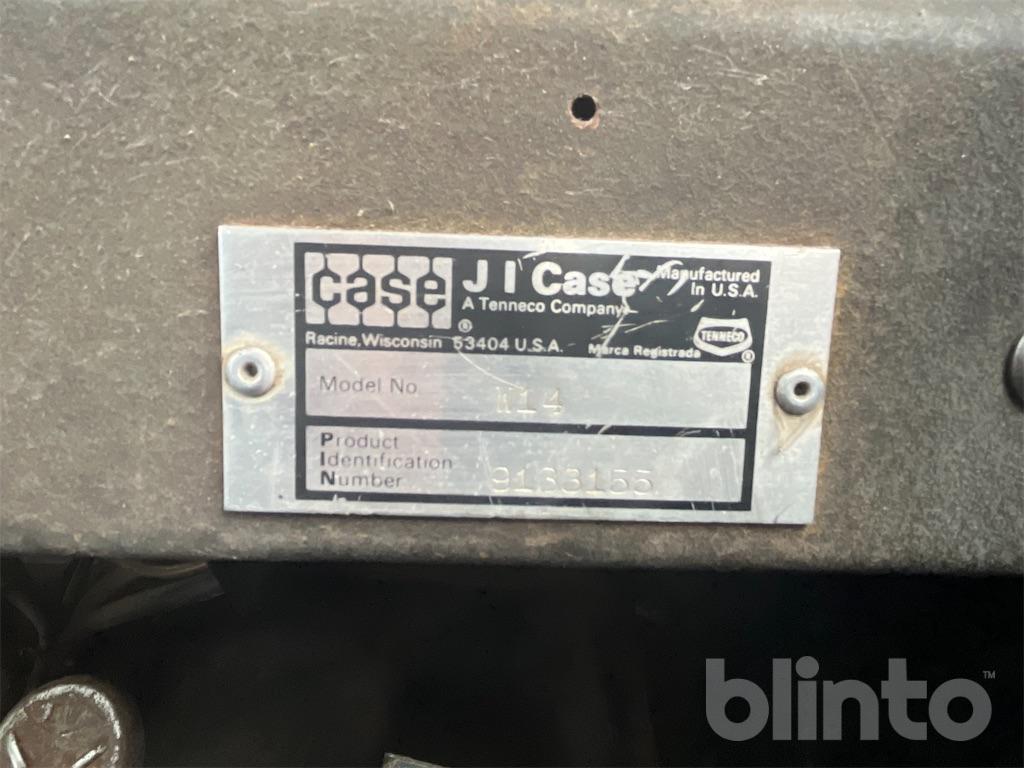 case
®
J I Case
A Tenneco Company
Manufactured
In U.S.A.
Racine, Wisconsin 53404 U.S.A.
Marca Registrada
TENNECO
®
Model No.
W14
Product
Identification
Number
9133155
blinto™